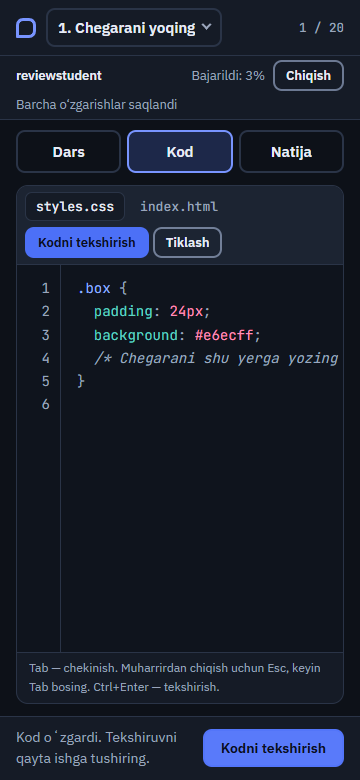 1. Chegarani yoqing
1 / 20
reviewstudent
Bajarildi: 3%
Chiqish
Barcha oʻzgarishlar saqlandi
Dars
Kod
Natija
styles.css
index.html
Kodni tekshirish
Tiklash
1 .box {
2 padding: 24px;
3 background: #e6ecff;
4 /* Chegarani shu yerga yozing
5 }
6
Tab — chekinish. Muharrirdan chiqish uchun Esc, keyin
Tab bosing. Ctrl+Enter — tekshirish.
Kod oʻzgardi. Tekshiruvni
qayta ishga tushiring.
Kodni tekshirish